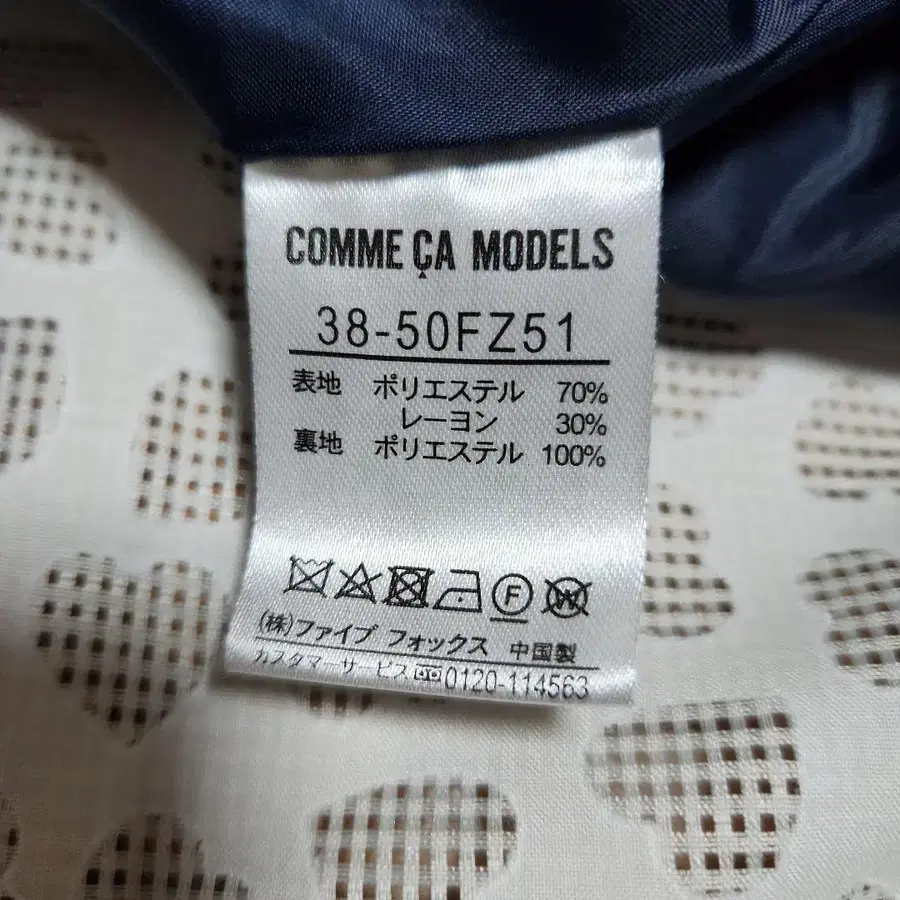 COMME ÇA MODELS
38-50FZ51
表地 ポリエステル 70%
レーヨン 30%
裏地 ポリエステル 100%
F W
(株)ファイブ フォックス 中国製
カスタマーサービス 0120-114563